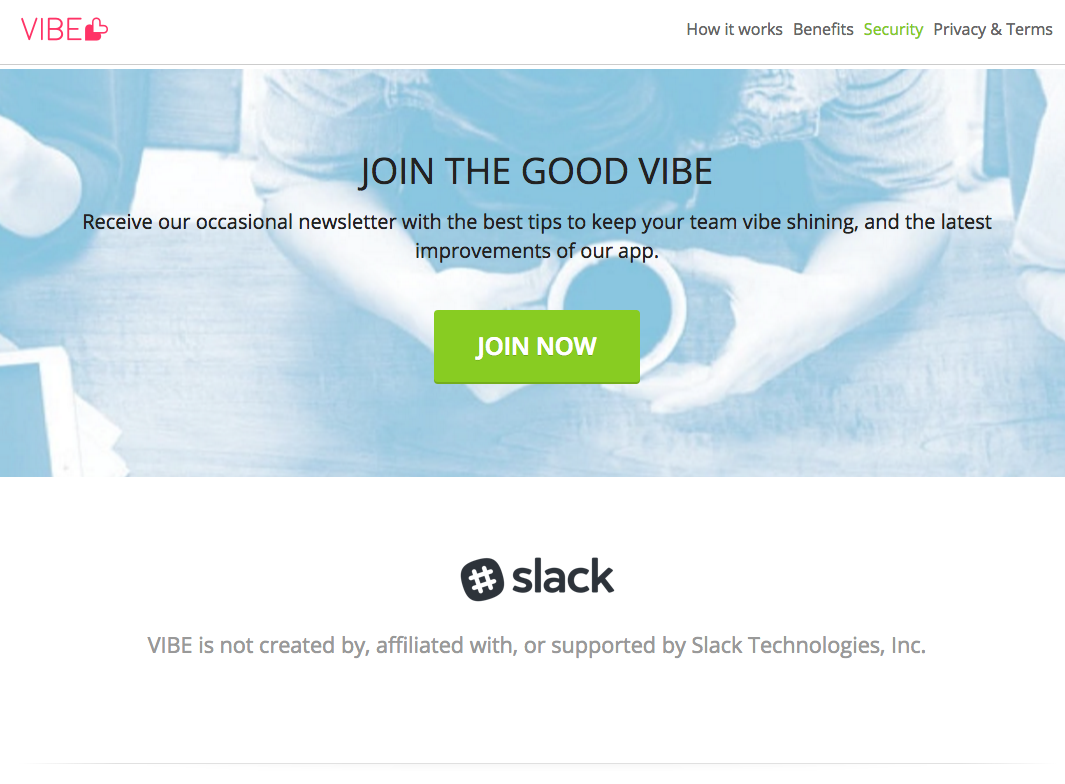 VIBE
How it works Benefits Security Privacy & Terms
JOIN THE GOOD VIBE
Receive our occasional newsletter with the best tips to keep your team vibe shining, and the latest
improvements of our app.
JOIN NOW
slack
VIBE is not created by, affiliated with, or supported by Slack Technologies, Inc.